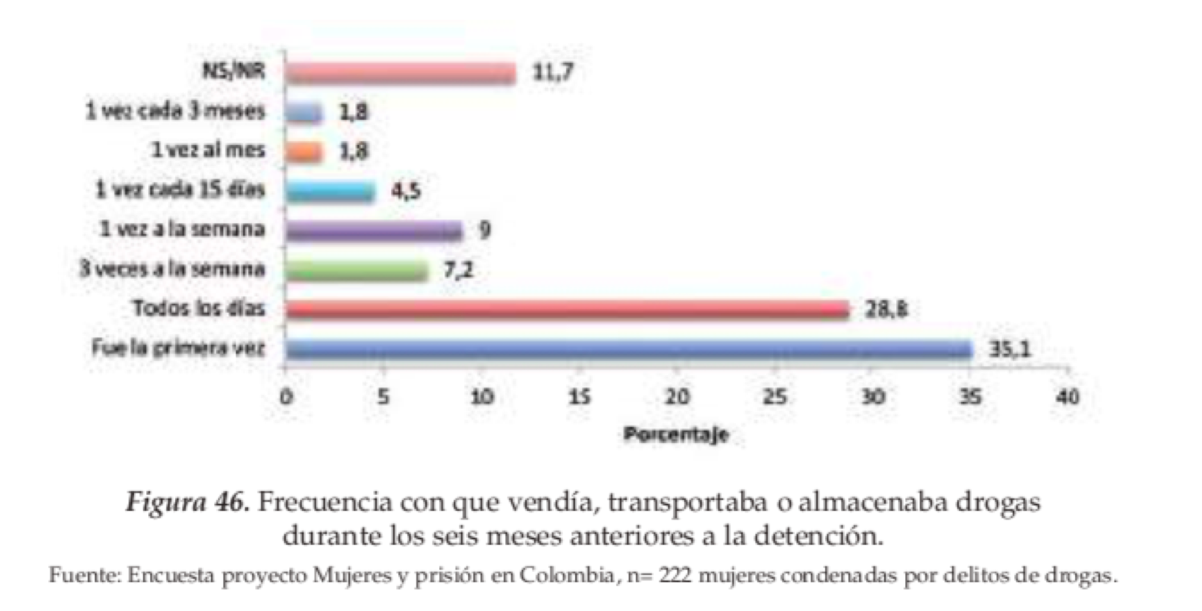 NS/NR 11,7
1 vez cada 3 meses 1,8
1 vez al mes 1,8
1 vez cada 15 días 4,5
1 vez a la semana 9
3 veces a la semana 7,2
Todos los días 28,8
Fue la primera vez 35,1
0 5 10 15 20 25 30 35 40
Porcentaje
Figura 46. Frecuencia con que vendía, transportaba o almacenaba drogas
durante los seis meses anteriores a la detención.
Fuente: Encuesta proyecto Mujeres y prisión en Colombia, n= 222 mujeres condenadas por delitos de drogas.